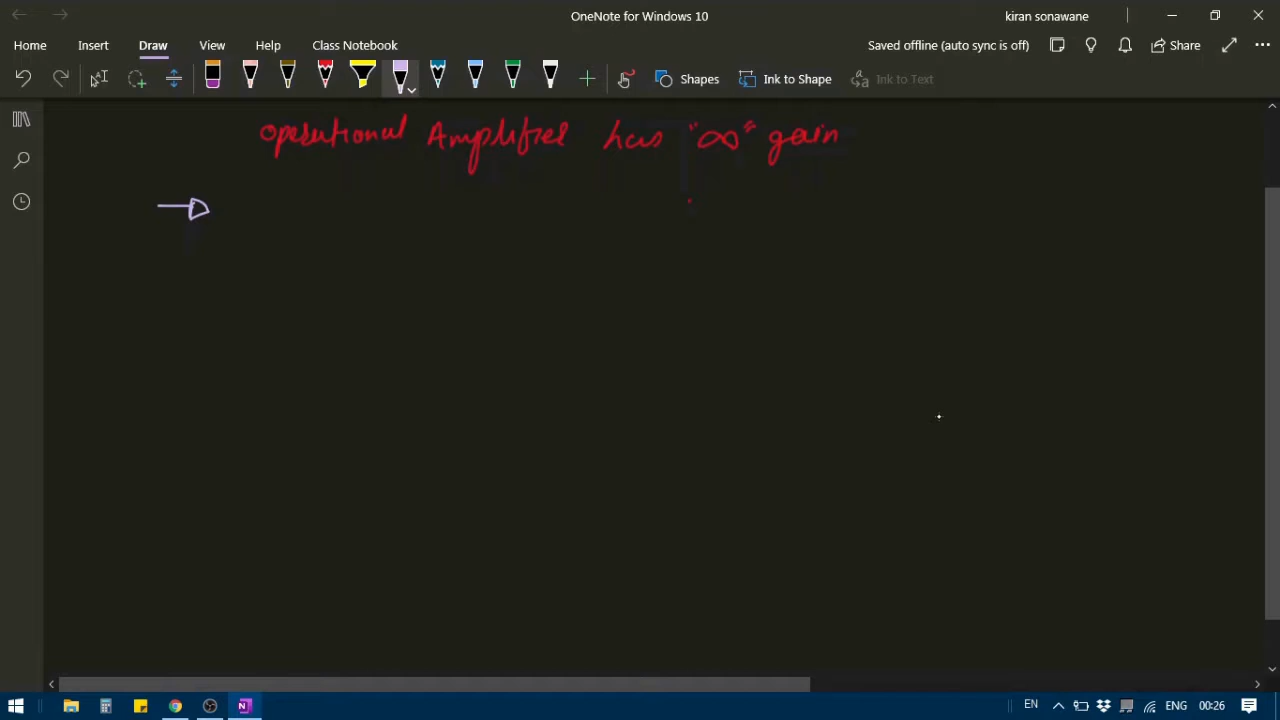 OneNote for Windows 10
kiran sonawane
Home Insert Draw View Help Class Notebook
Saved offline (auto sync is off)
Share
Shapes
Ink to Shape
Ink to Text
operational Amplifier has "∞" gain
EN
ENG
00:26